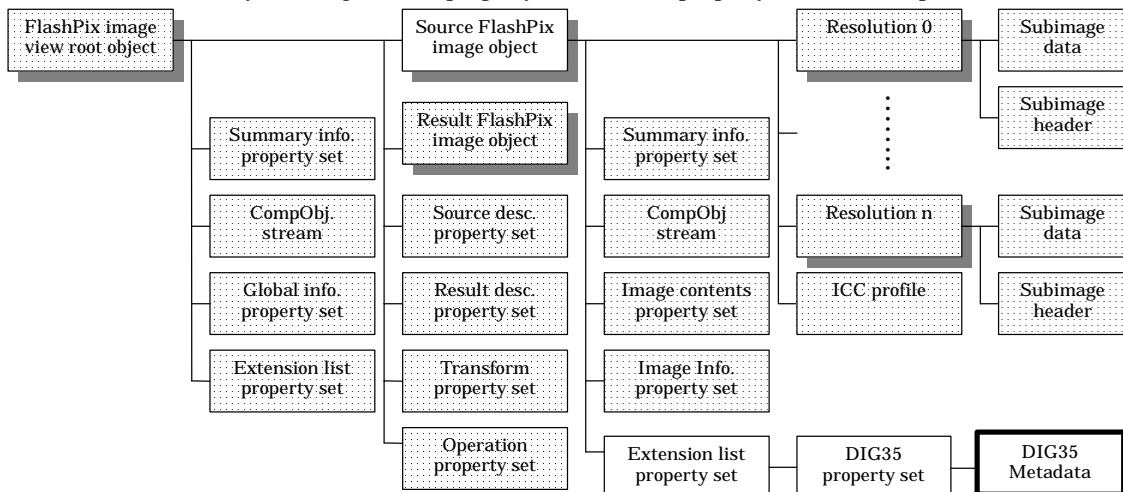 FlashPix image
view root object
Source FlashPix
image object
Resolution 0
Subimage
data
Subimage
header
Result FlashPix
image object
Summary info.
property set
Summary info.
property set
CompObj.
stream
Source desc.
property set
CompObj
stream
Resolution n
Subimage
data
Global info.
property set
Result desc.
property set
Image contents
property set
ICC profile
Subimage
header
Extension list
property set
Transform
property set
Image Info.
property set
Operation
property set
Extension list
property set
DIG35
property set
DIG35
Metadata